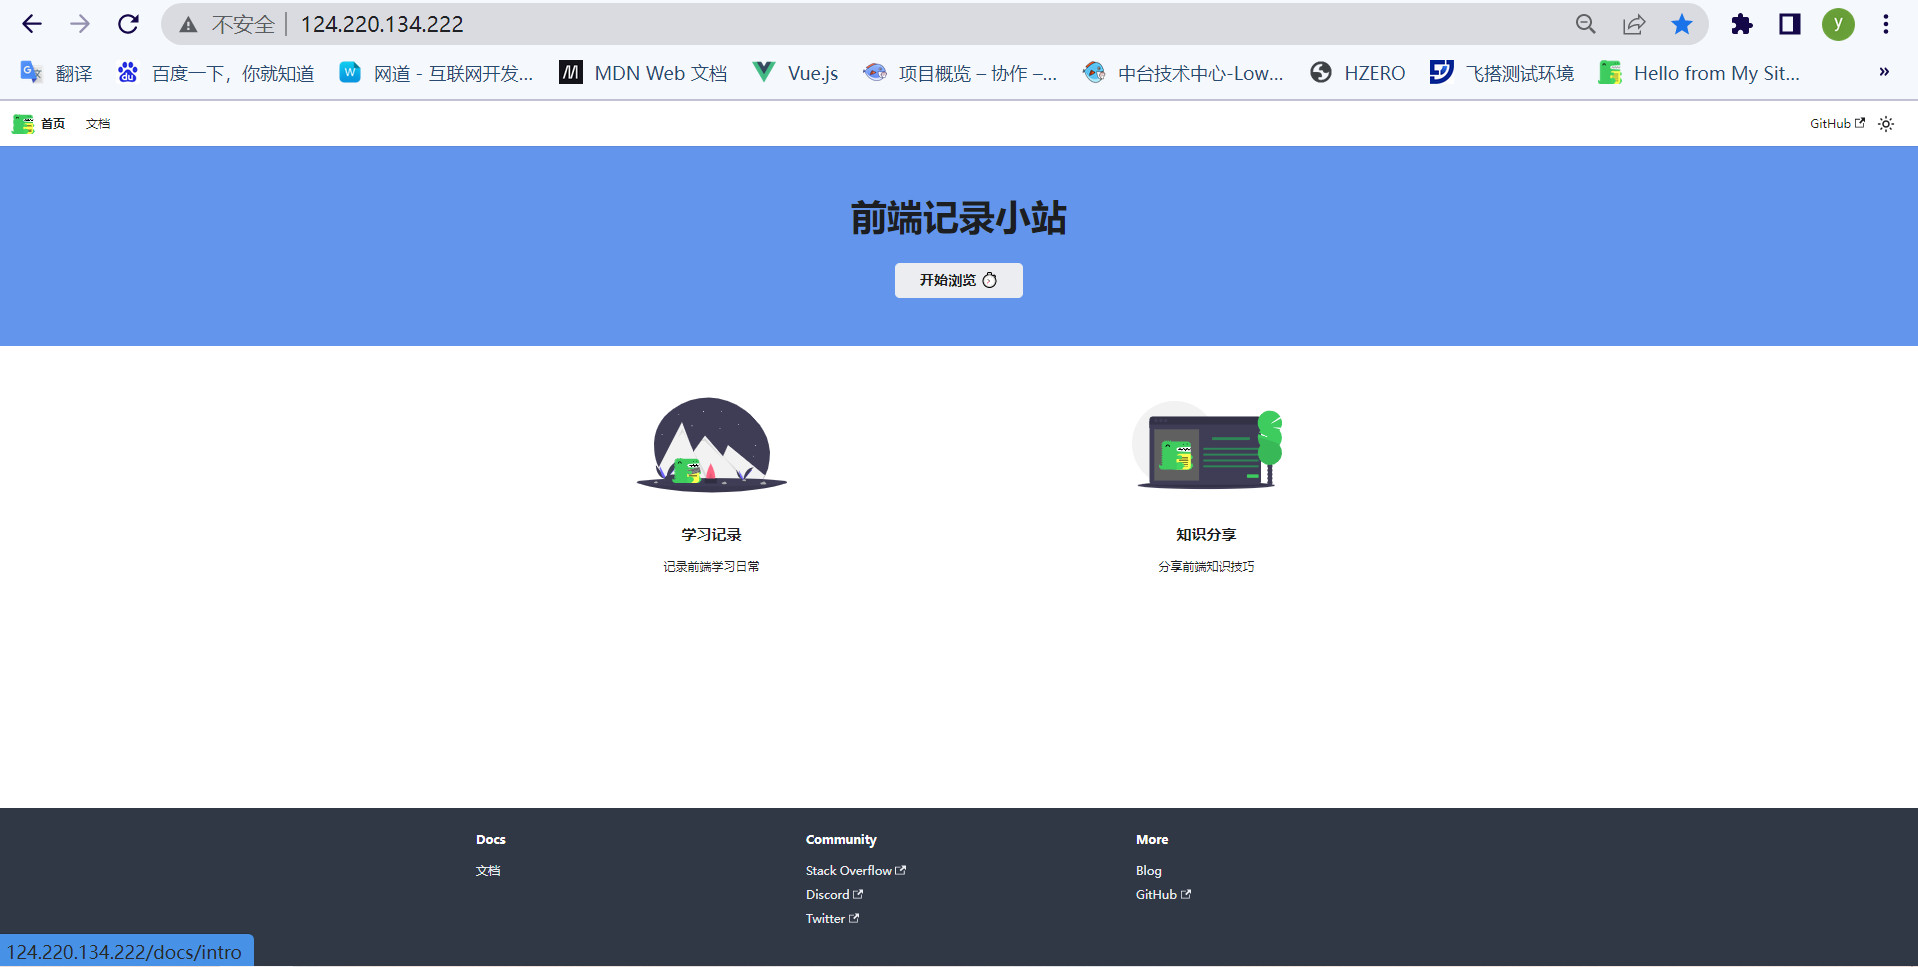 不安全 124.220.134.222
y
翻译 百度一下，你就知道 网道 - 互联网开发... MDN Web 文档 Vue.js 项目概览 – 协作 –... 中台技术中心-Low... HZERO 飞搭测试环境 Hello from My Sit... »
首页 文档 GitHub
前端记录小站
开始浏览
学习记录
记录前端学习日常
知识分享
分享前端知识技巧
Docs
文档
Community
Stack Overflow
Discord
Twitter
More
Blog
GitHub
124.220.134.222/docs/intro